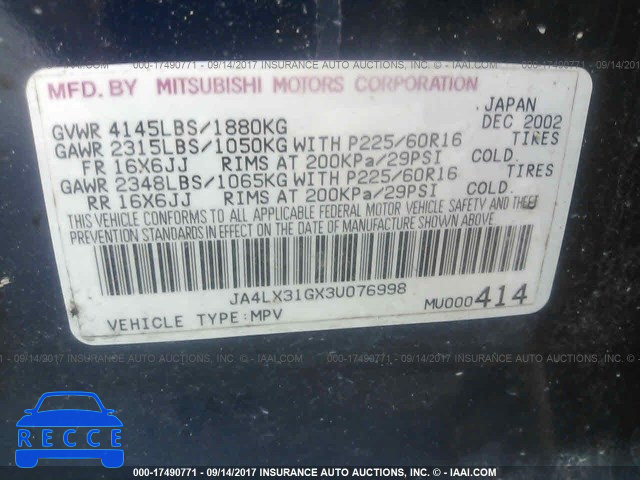 000-17490771 - 09/14/2017 INSURANCE AUTO AUCTIONS, INC. - © - IAAI.COM
MFD. BY MITSUBISHI MOTORS CORPORATION
, JAPAN
GVWR 4145LBS/1880KG DEC 2002
GAWR 2315LBS/1050KG WITH P225/60R16 TIRES
FR 16X6JJ RIMS AT 200KPa/29PSI COLD.
GAWR 2348LBS/1065KG WITH P225/60R16 TIRES
RR 16X6JJ RIMS AT 200KPa/29PSI COLD.
THIS VEHICLE CONFORMS TO ALL APPLICABLE FEDERAL MOTOR VEHICLE SAFETY AND THEFT
PREVENTION STANDARDS IN EFFECT ON THE DATE OF MANUFACTURE SHOWN ABOVE.
JA4LX31GX3U076998
MU000414
VEHICLE TYPE:MPV
000-17490771 - 09/14/2017 INSURANCE AUTO AUCTIONS, INC. - © - IAAI.COM
RECCE
000-17490771 - 09/14/2017 INSURANCE AUTO AUCTIONS, INC. - © - IAAI.COM